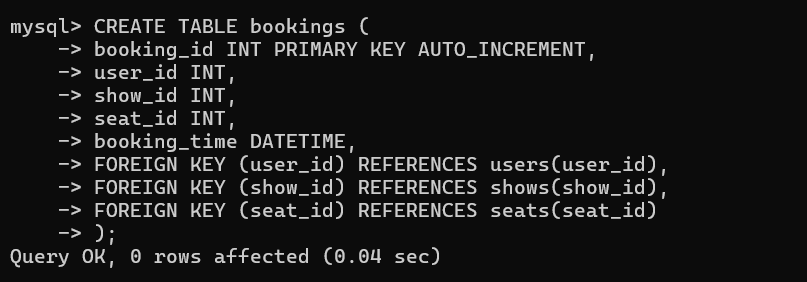 mysql> CREATE TABLE bookings (
    -> booking_id INT PRIMARY KEY AUTO_INCREMENT,
    -> user_id INT,
    -> show_id INT,
    -> seat_id INT,
    -> booking_time DATETIME,
    -> FOREIGN KEY (user_id) REFERENCES users(user_id),
    -> FOREIGN KEY (show_id) REFERENCES shows(show_id),
    -> FOREIGN KEY (seat_id) REFERENCES seats(seat_id)
    -> );
Query OK, 0 rows affected (0.04 sec)